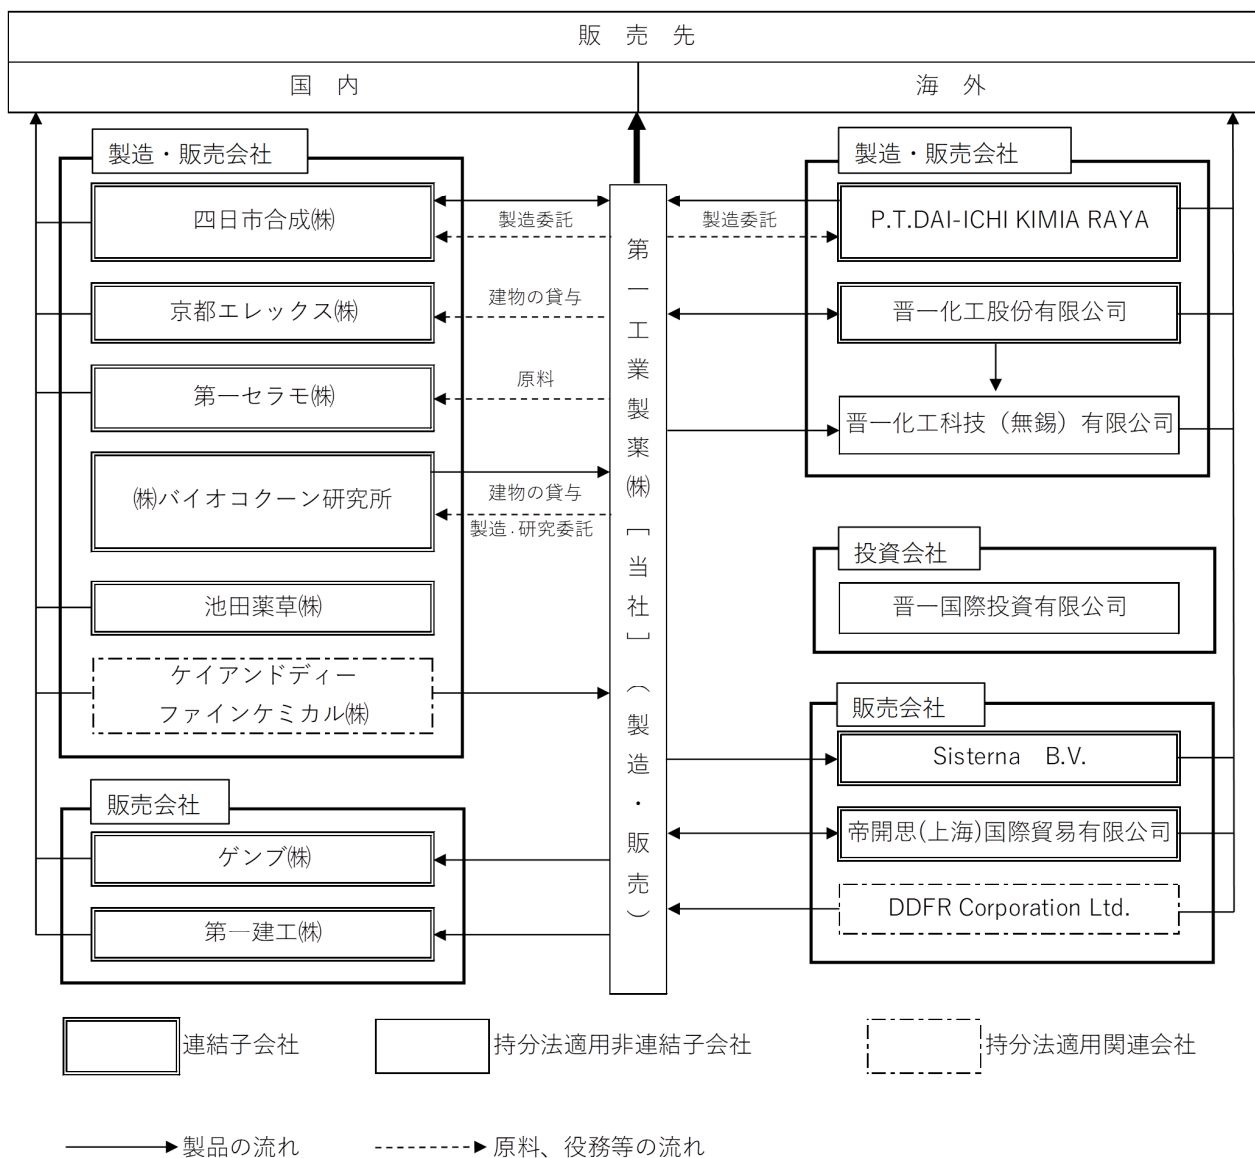 販 売 先
国 内
海 外
製造・販売会社
四日市合成㈱
京都エレックス㈱
第一セラモ㈱
㈱バイオコクーン研究所
池田薬草㈱
ケイアンドディー
ファインケミカル㈱
販売会社
ゲンブ㈱
第一建工㈱
製造委託
建物の貸与
原料
建物の貸与
製造・研究委託
第一工業製薬㈱［当社］（製造・販売）
製造委託
製造・販売会社
P.T.DAI-ICHI KIMIA RAYA
晋一化工股份有限公司
晋一化工科技（無錫）有限公司
投資会社
晋一国際投資有限公司
販売会社
Sisterna B.V.
帝開思(上海)国際貿易有限公司
DDFR Corporation Ltd.
連結子会社
持分法適用非連結子会社
持分法適用関連会社
製品の流れ
原料、役務等の流れ